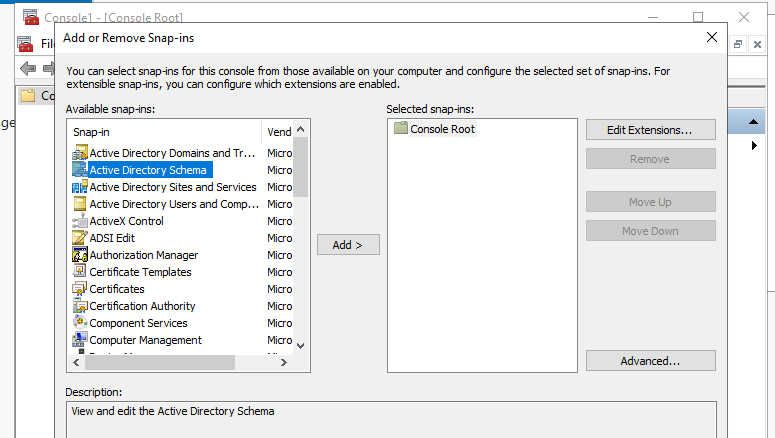 Console1 - [Console Root]
Add or Remove Snap-ins
You can select snap-ins for this console from those available on your computer and configure the selected set of snap-ins. For
extensible snap-ins, you can configure which extensions are enabled.
Available snap-ins:
Selected snap-ins:
Snap-in Vend
Active Directory Domains and Tr... Micro
Active Directory Schema Micro
Active Directory Sites and Services Micro
Active Directory Users and Comp... Micro
ActiveX Control Micro
ADSI Edit Micro
Authorization Manager Micro
Certificate Templates Micro
Certificates Micro
Certification Authority Micro
Component Services Micro
Computer Management Micro
Add >
Console Root
Edit Extensions...
Remove
Move Up
Move Down
Advanced...
Description:
View and edit the Active Directory Schema